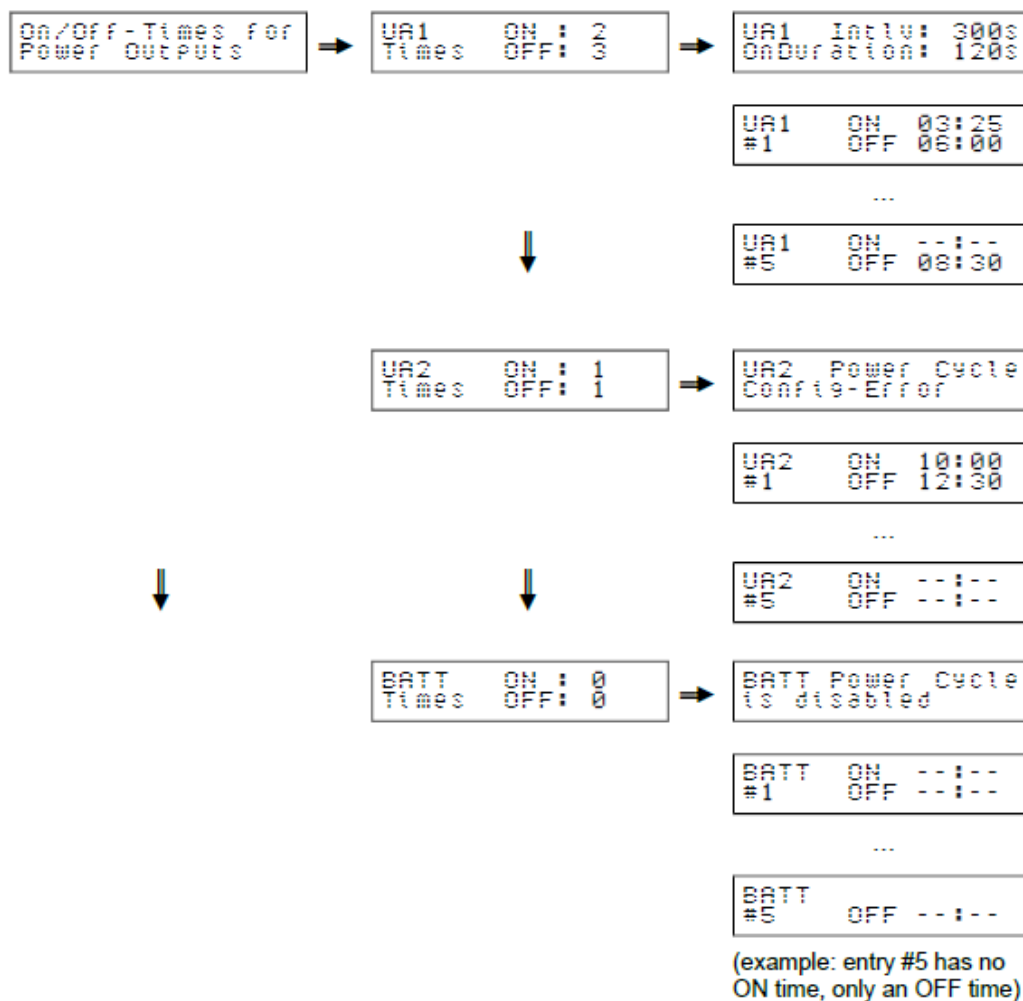 On/Off-Times for
Power Outputs
UA1 ON : 2
Times OFF: 3
UA1 Intlv: 300s
OnDuration: 120s
UA1 ON 03:25
#1 OFF 06:00
...
UA1 ON --:--
#5 OFF 08:30
UA2 ON : 1
Times OFF: 1
UA2 Power Cycle
Config-Error
UA2 ON 10:00
#1 OFF 12:30
...
UA2 ON --:--
#5 OFF --:--
BATT ON : 0
Times OFF: 0
BATT Power Cycle
is disabled
BATT ON --:--
#1 OFF --:--
...
BATT
#5 OFF --:--
(example: entry #5 has no
ON time, only an OFF time)